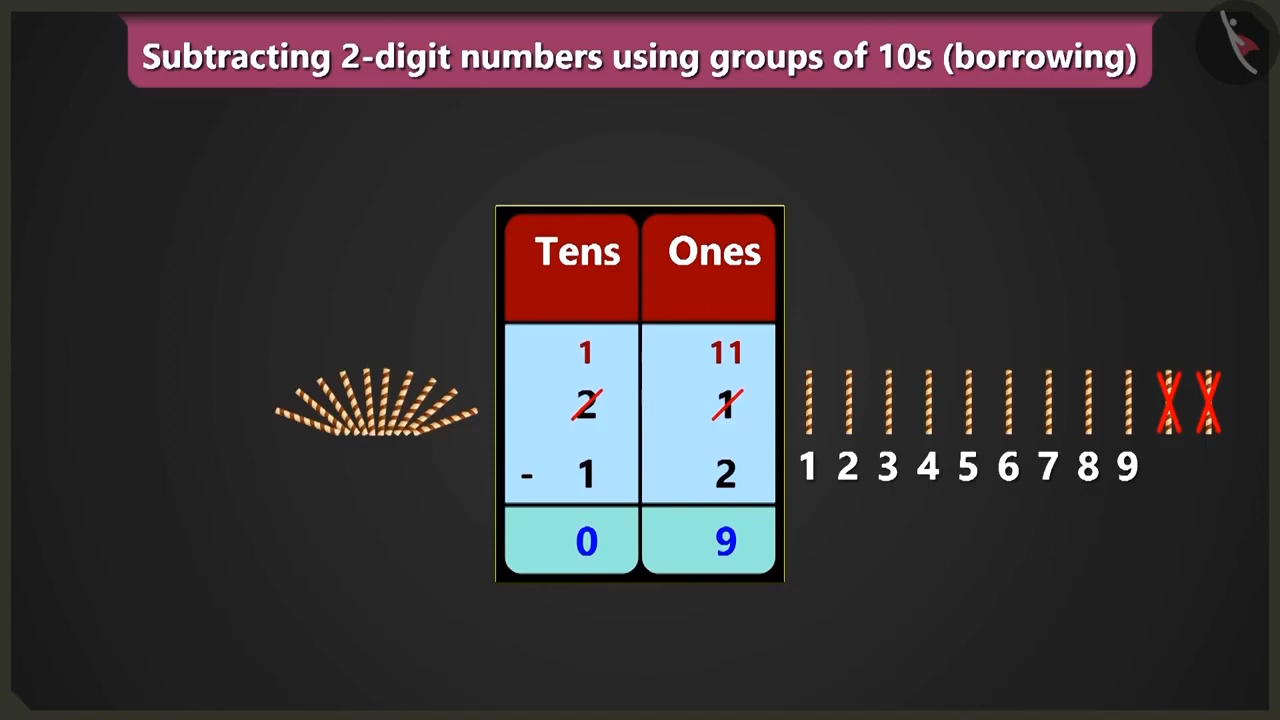 Subtracting 2-digit numbers using groups of 10s (borrowing)
Tens Ones
1 11
2 1
- 1 2
0 9
1 2 3 4 5 6 7 8 9